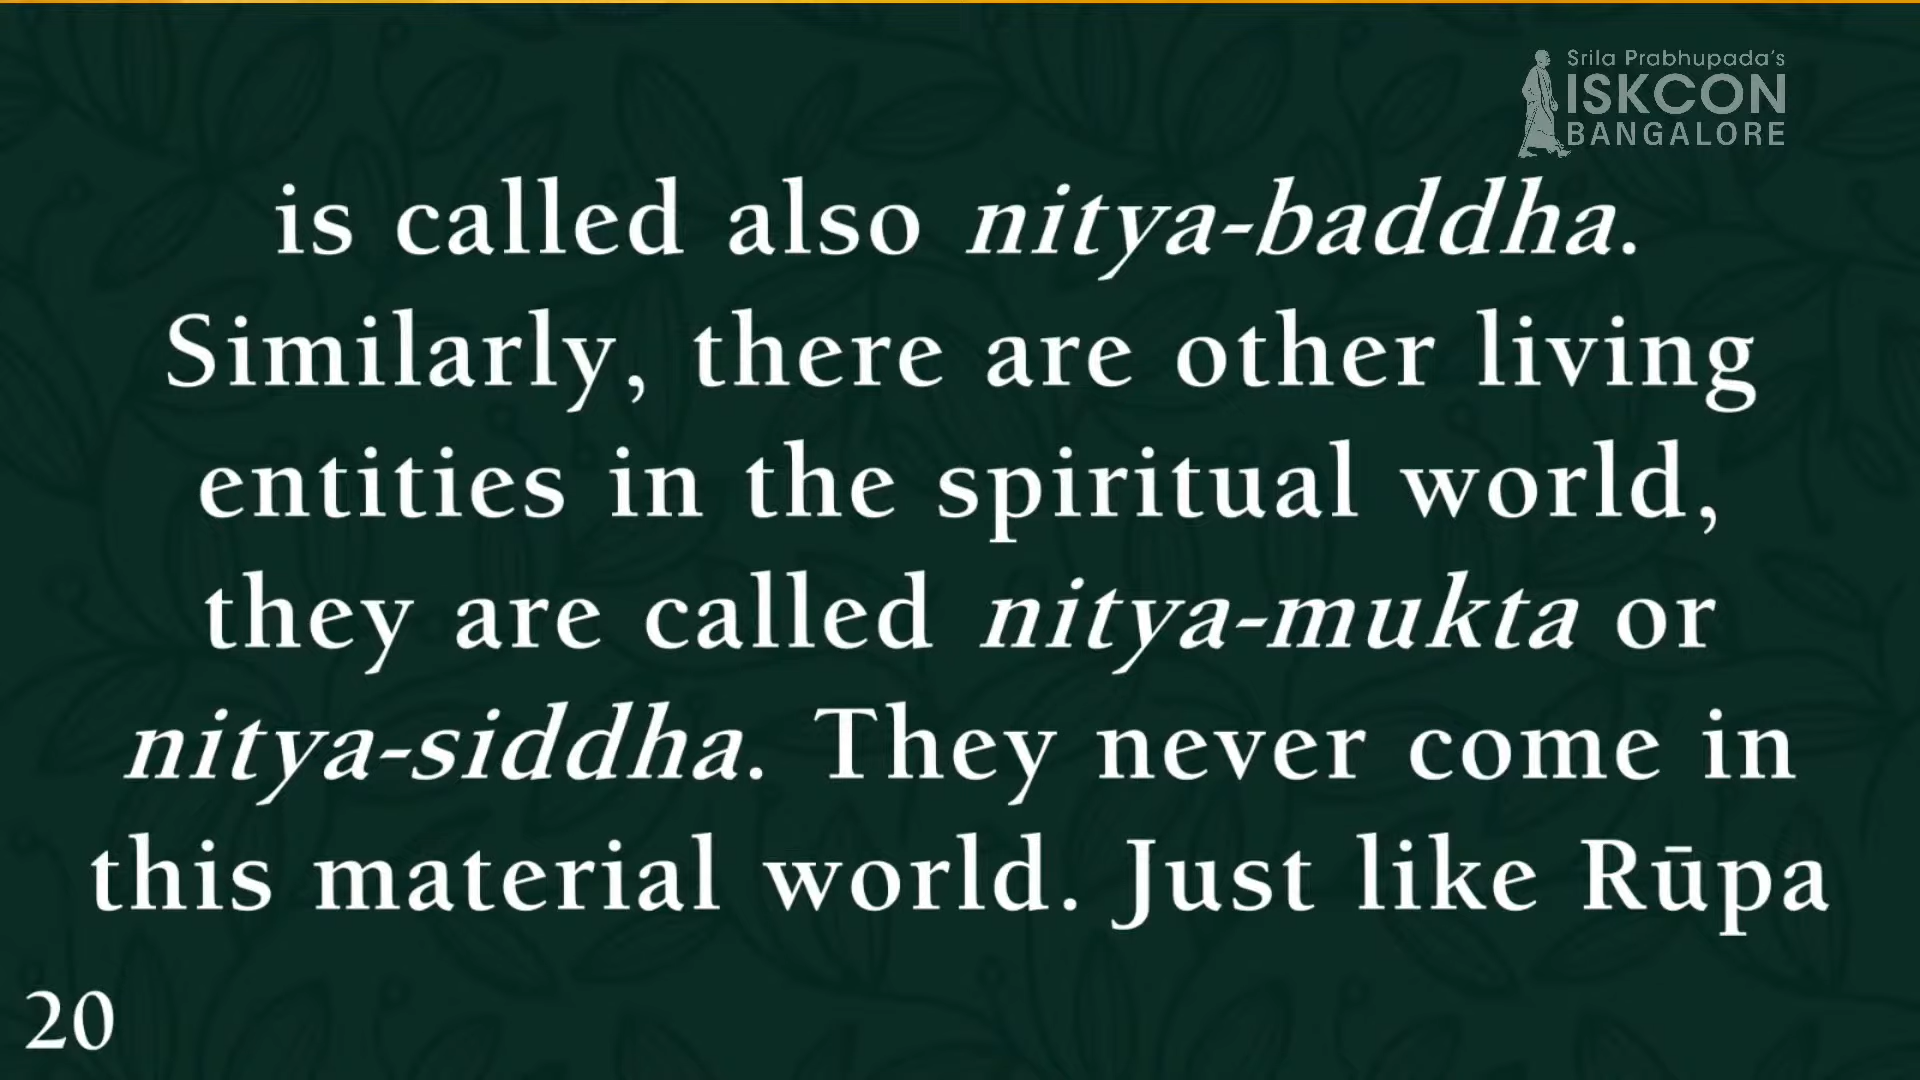 Srila Prabhupada's
ISKCON
BANGALORE
is called also nitya-baddha.
Similarly, there are other living
entities in the spiritual world,
they are called nitya-mukta or
nitya-siddha. They never come in
this material world. Just like Rūpa
20